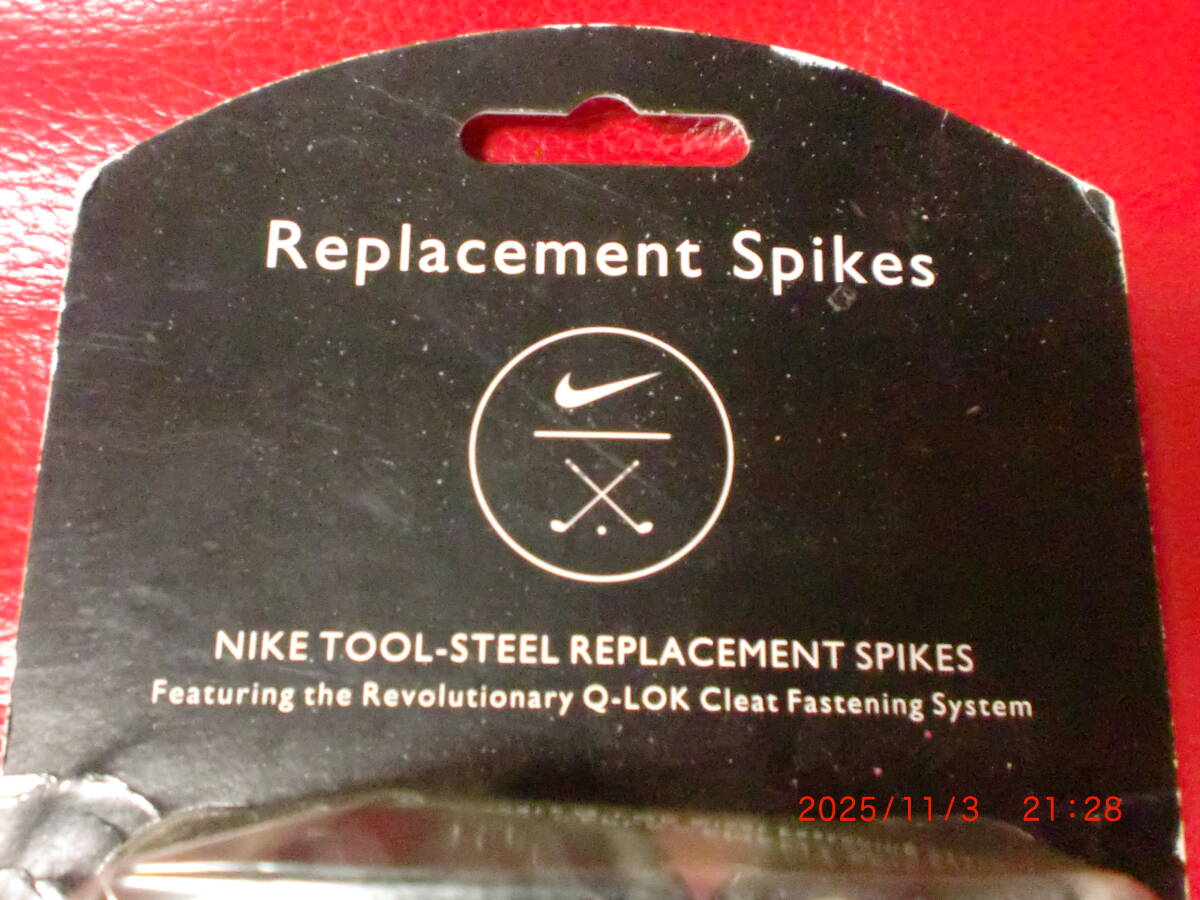 Replacement Spikes
NIKE TOOL-STEEL REPLACEMENT SPIKES
Featuring the Revolutionary Q-LOK Cleat Fastening System
2025/11/3 21:28